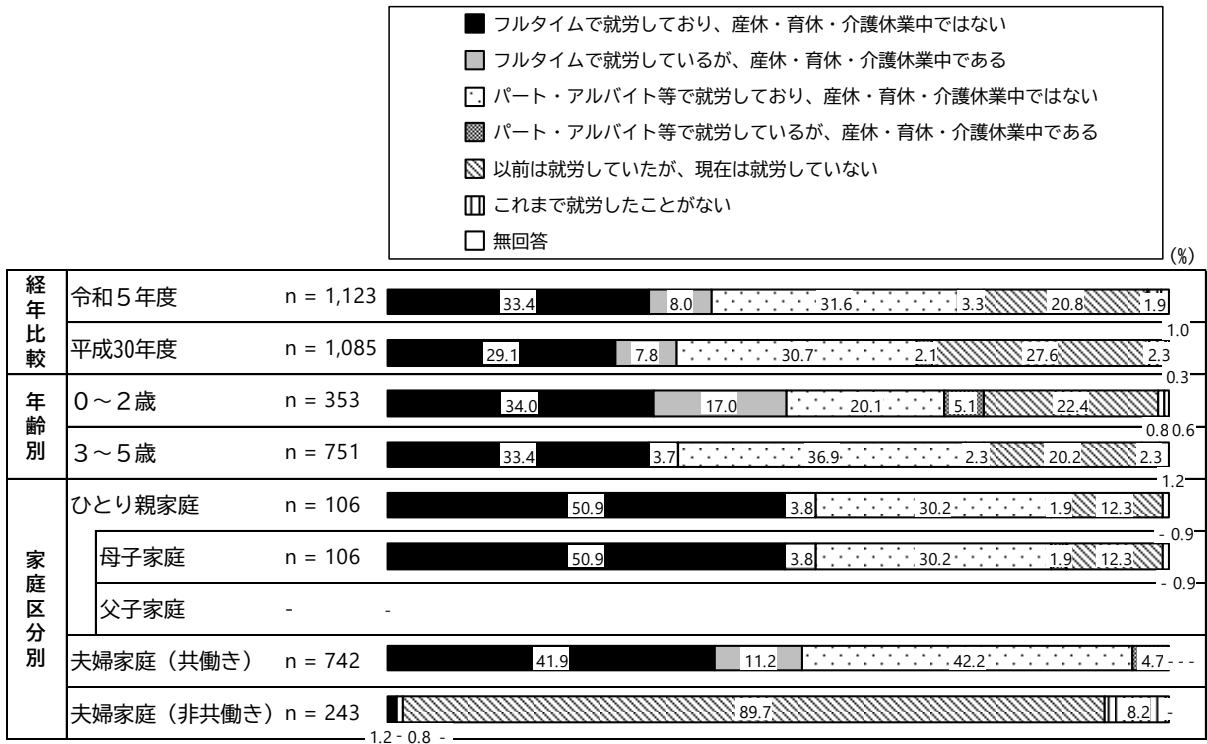 フルタイムで就労しており、産休・育休・介護休業中ではない
フルタイムで就労しているが、産休・育休・介護休業中である
パート・アルバイト等で就労しており、産休・育休・介護休業中ではない
パート・アルバイト等で就労しているが、産休・育休・介護休業中である
以前は就労していたが、現在は就労していない
これまで就労したことがない
無回答
(%)
経年比較
令和５年度 n = 1,123 33.4 8.0 31.6 3.3 20.8 1.9
1.0
平成30年度 n = 1,085 29.1 7.8 30.7 2.1 27.6 2.3
0.3
年齢別
０～２歳 n = 353 34.0 17.0 20.1 5.1 22.4
0.8 0.6
３～５歳 n = 751 33.4 3.7 36.9 2.3 20.2 2.3
1.2
家庭区分別
ひとり親家庭 n = 106 50.9 3.8 30.2 1.9 12.3
- 0.9
母子家庭 n = 106 50.9 3.8 30.2 1.9 12.3
- 0.9
父子家庭 - -
夫婦家庭（共働き） n = 742 41.9 11.2 42.2 4.7 - - -
夫婦家庭（非共働き） n = 243 89.7 8.2 -
1.2 - 0.8 -